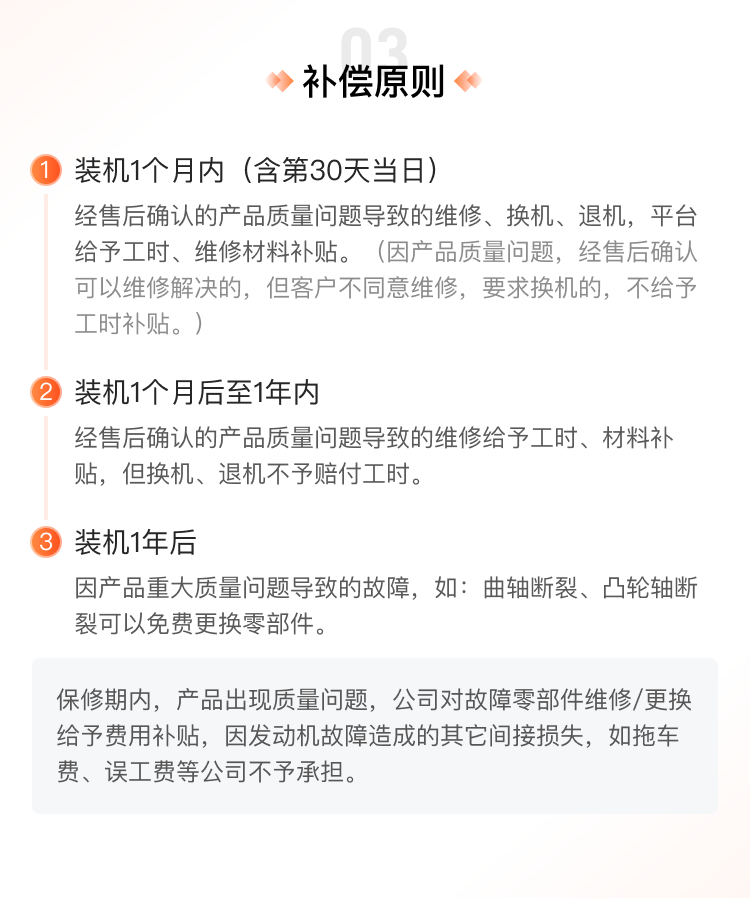 03
补偿原则
1 装机1个月内（含第30天当日）
经售后确认的产品质量问题导致的维修、换机、退机，平台
给予工时、维修材料补贴。（因产品质量问题，经售后确认
可以维修解决的，但客户不同意维修，要求换机的，不给予
工时补贴。）
2 装机1个月后至1年内
经售后确认的产品质量问题导致的维修给予工时、材料补
贴，但换机、退机不予赔付工时。
3 装机1年后
因产品重大质量问题导致的故障，如：曲轴断裂、凸轮轴断
裂可以免费更换零部件。
保修期内，产品出现质量问题，公司对故障零部件维修/更换
给予费用补贴，因发动机故障造成的其它间接损失，如拖车
费、误工费等公司不予承担。